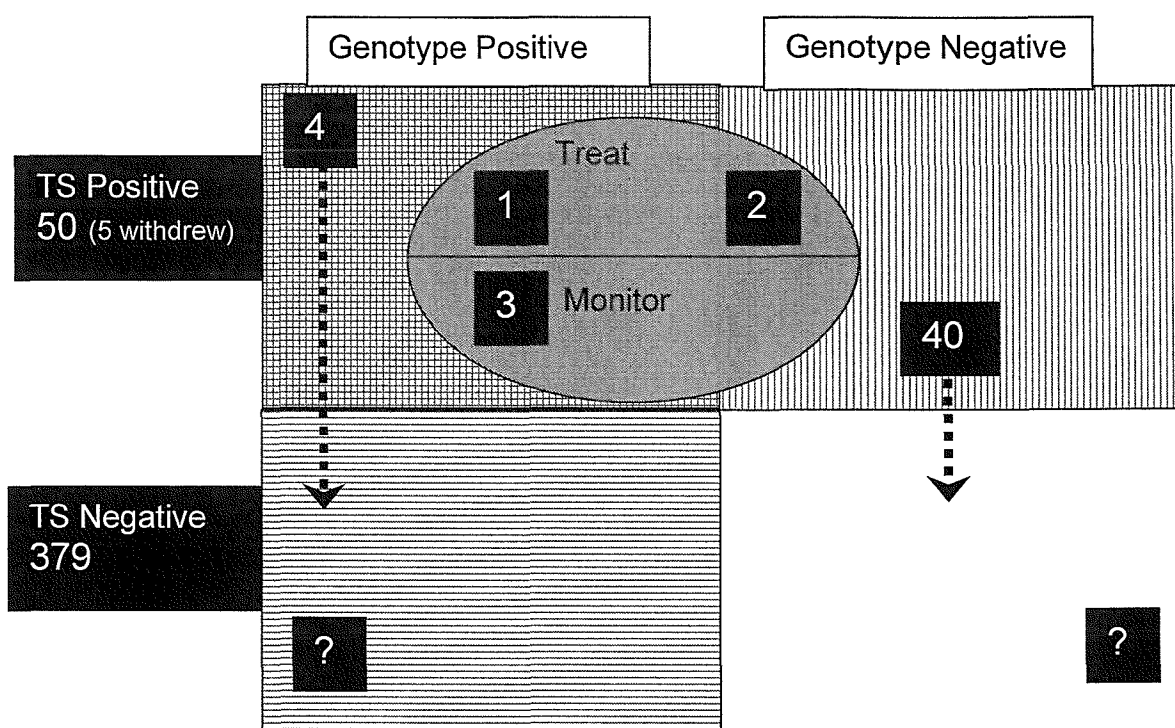 Genotype Positive
Genotype Negative
4
Treat
TS Positive
50 (5 withdrew)
1
2
3
Monitor
40
TS Negative
379
?
?